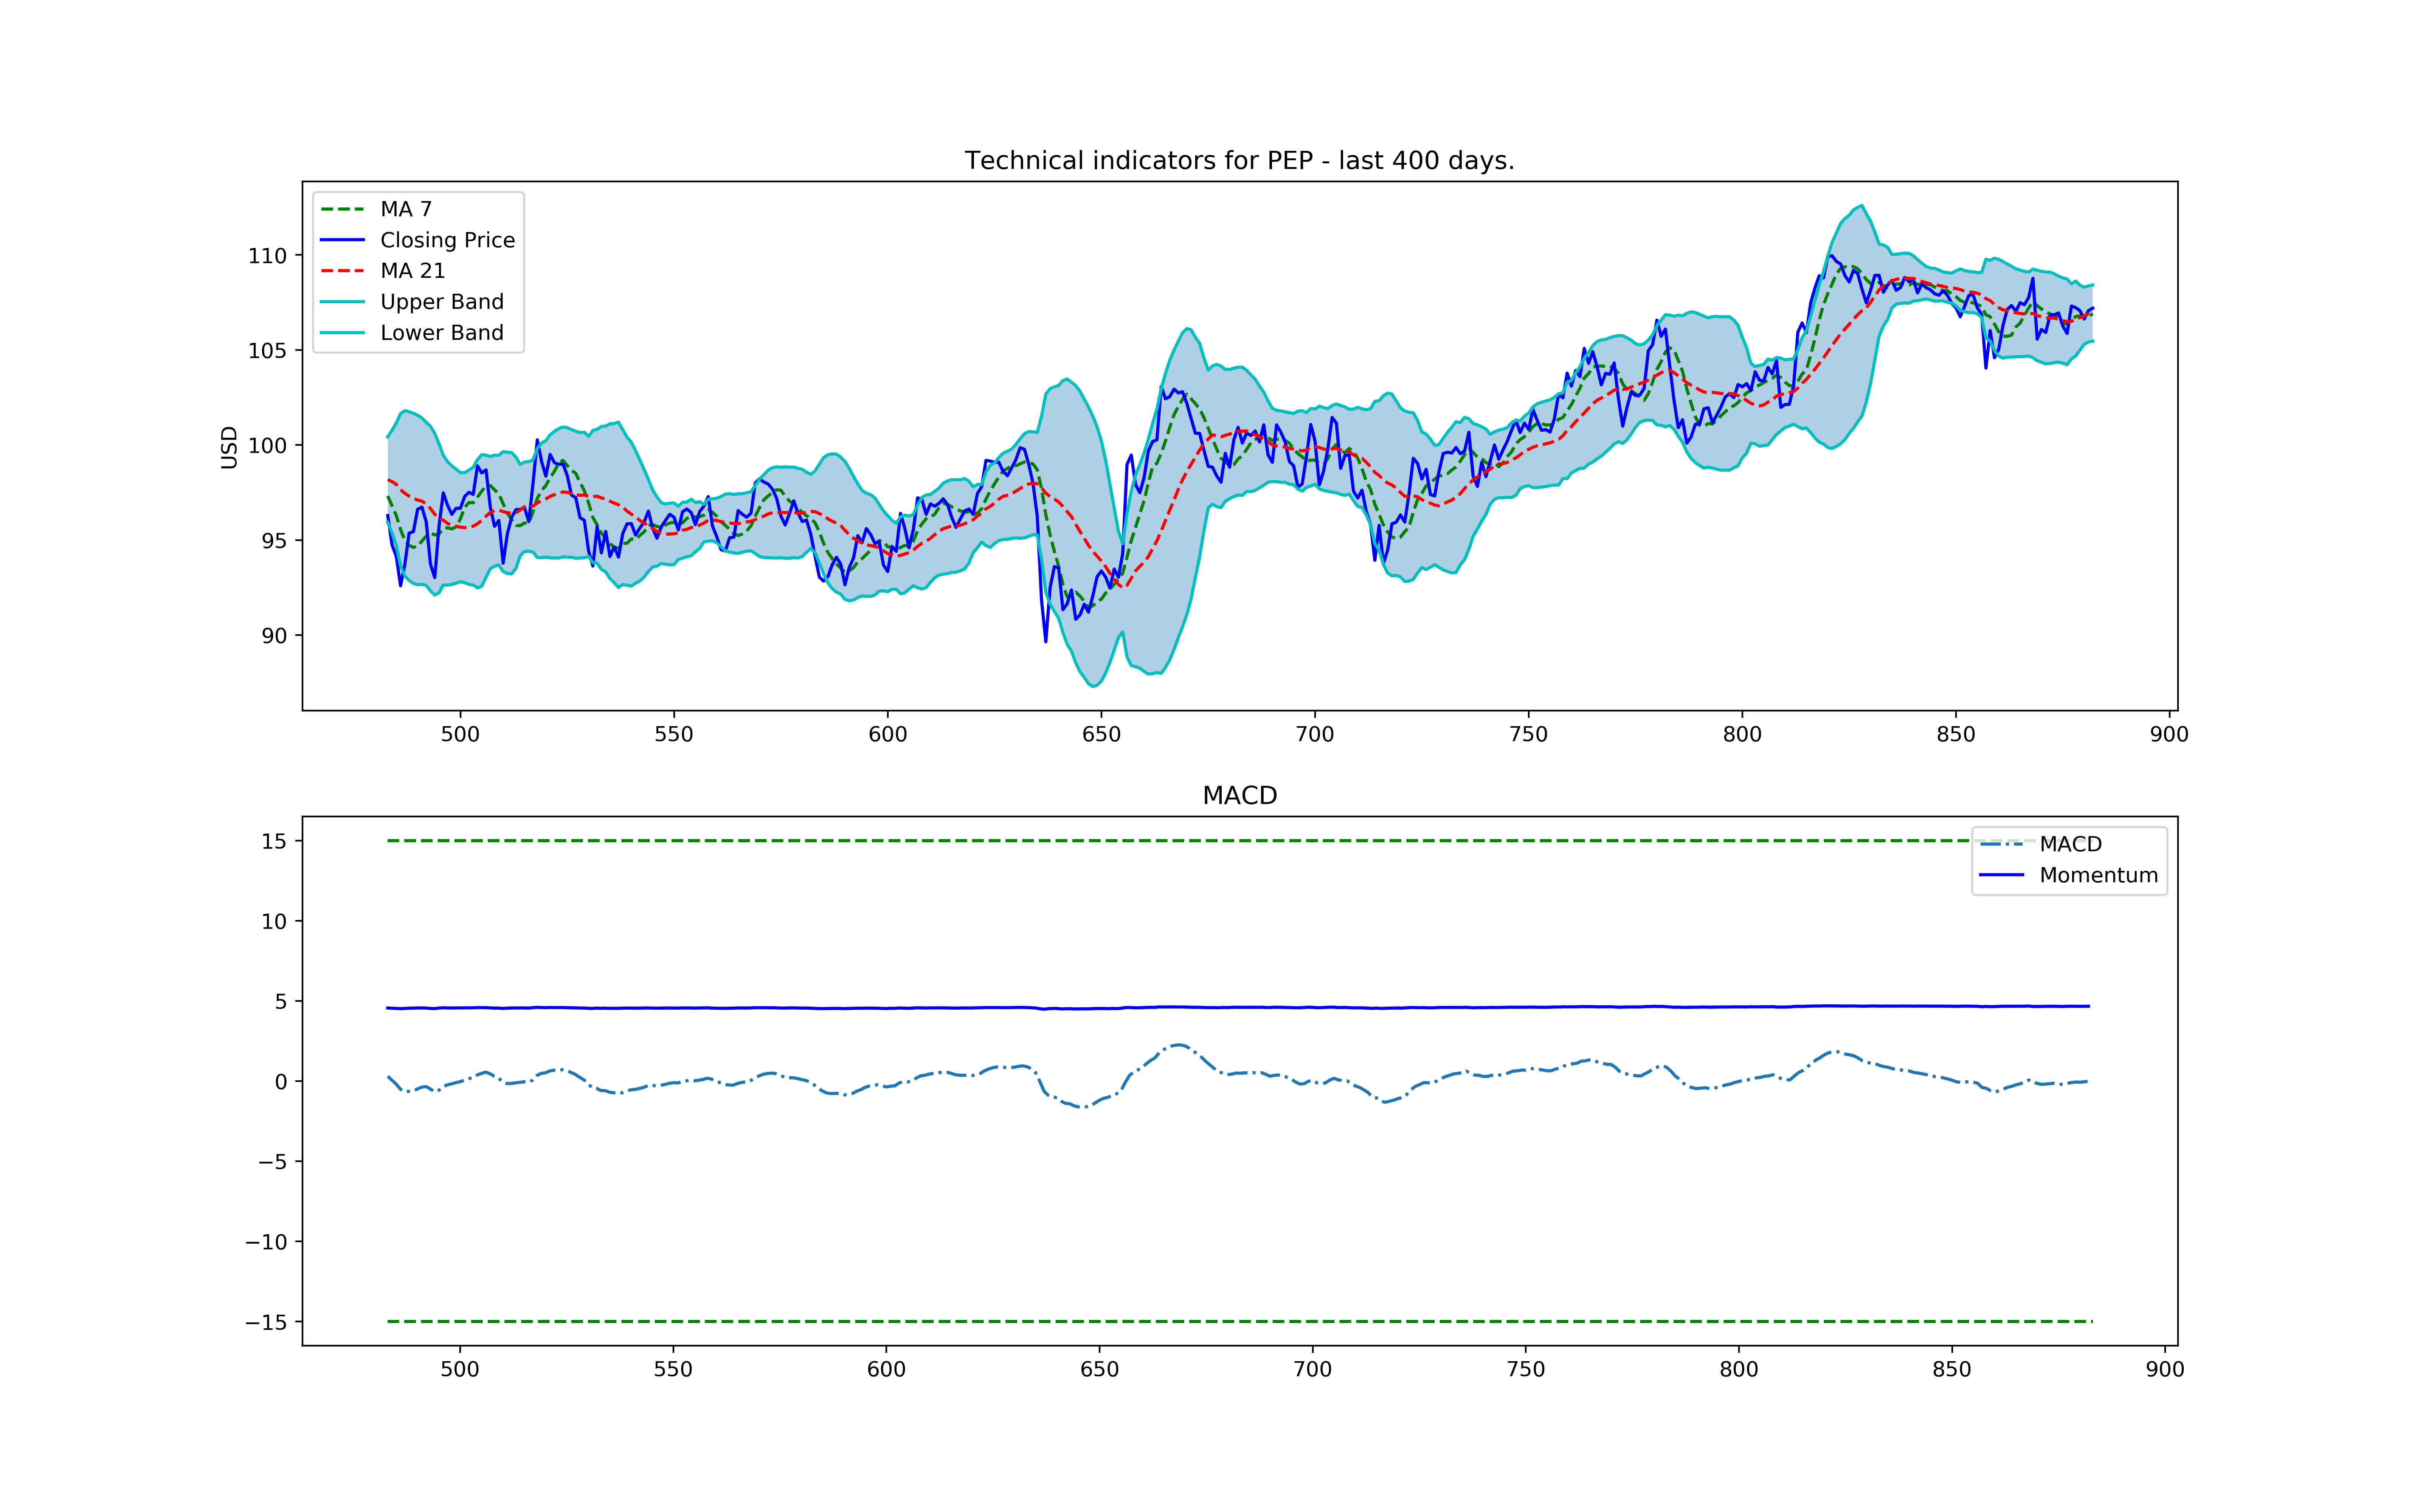 Technical indicators for PEP - last 400 days.
MA 7
Closing Price
MA 21
Upper Band
Lower Band
USD
110
105
100
95
90
500 550 600 650 700 750 800 850 900
MACD
MACD
Momentum
15
10
5
0
−5
−10
−15
500 550 600 650 700 750 800 850 900